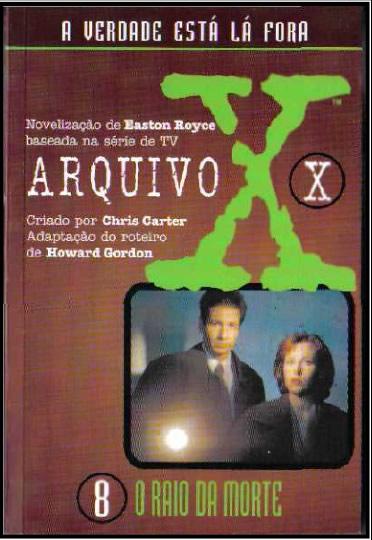 A VERDADE ESTÁ LÁ FORA
X
™
Novelização de Easton Royce
baseada na série de TV
ARQUIVO
X
Criado por Chris Carter
Adaptação do roteiro
de Howard Gordon
8 O RAIO DA MORTE